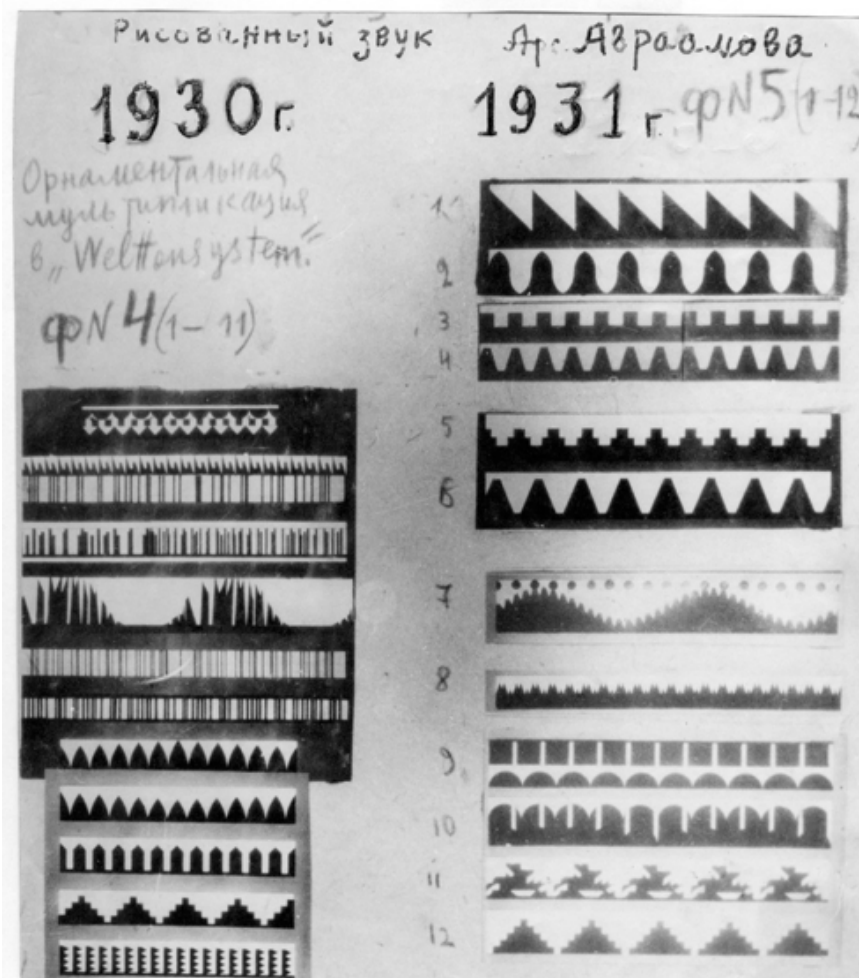 Рисованный звук Арс. Авраамова
1930 г.
Орнаментальная
мультипликация
в „Welttonsystem."
фN 4 (1-11)
1931 г. фN5 (1-12)
1
2
3
4
5
6
7
8
9
10
11
12